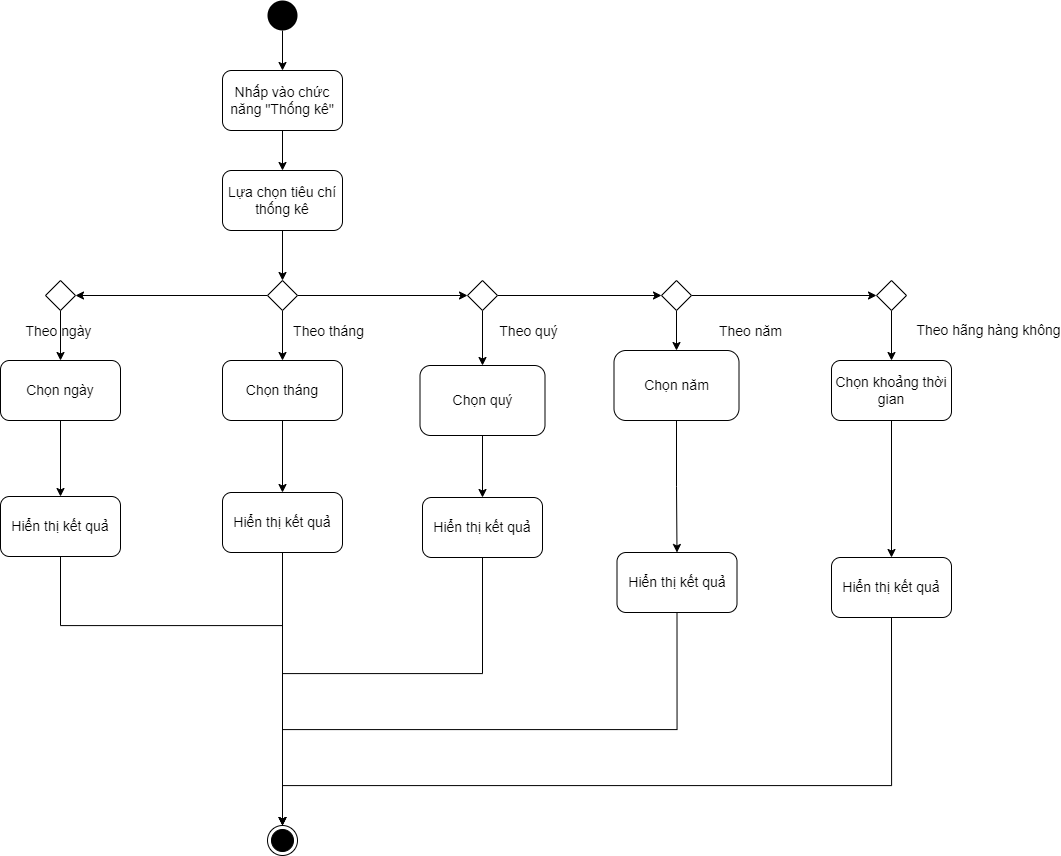 Nhấp vào chức
năng "Thống kê"
Lựa chọn tiêu chí
thống kê
Theo ngày
Theo tháng
Theo quý
Theo năm
Theo hãng hàng không
Chọn ngày
Chọn tháng
Chọn quý
Chọn năm
Chọn khoảng thời
gian
Hiển thị kết quả
Hiển thị kết quả
Hiển thị kết quả
Hiển thị kết quả
Hiển thị kết quả